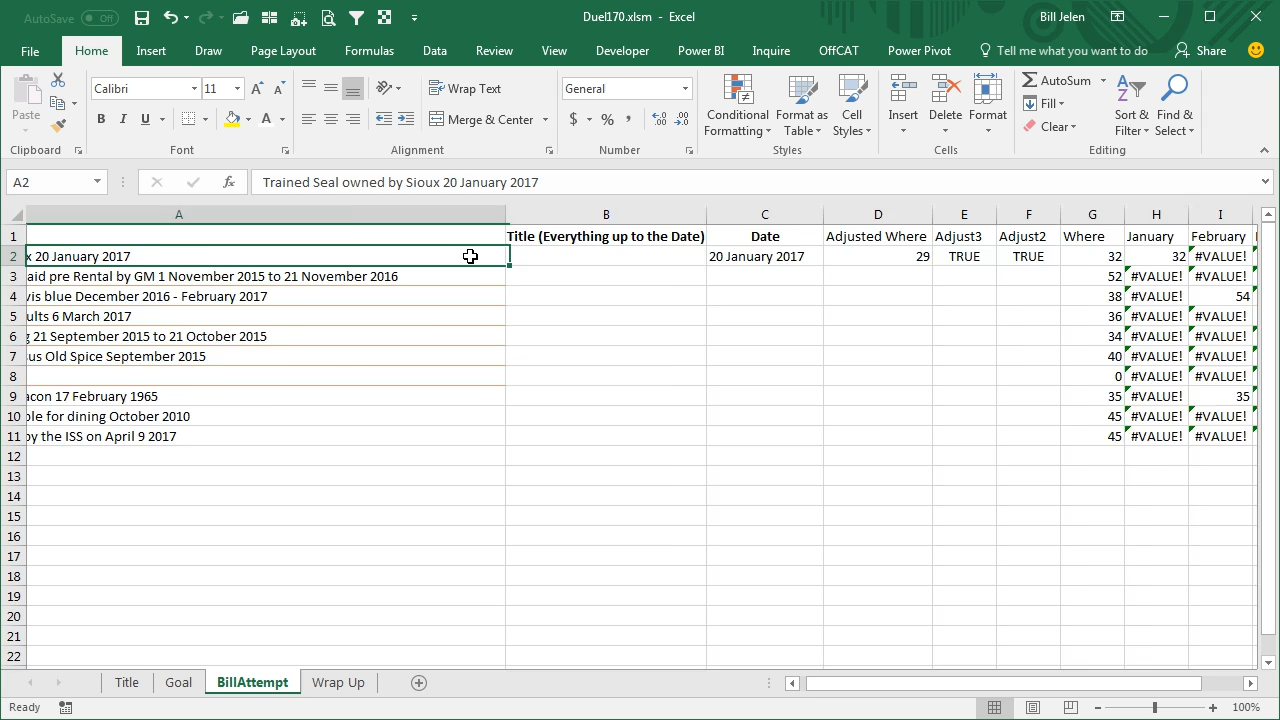 AutoSave Off Duel170.xlsm - Excel Bill Jelen
File Home Insert Draw Page Layout Formulas Data Review View Developer Power BI Inquire OffCAT Power Pivot Tell me what you want to do Share
Paste Calibri 11 A A Wrap Text General Conditional Formatting Format as Table Cell Styles Insert Delete Format AutoSum Sort & Filter Find & Select
B I U A Merge & Center $ % , Fill
Clear
Clipboard Font Alignment Number Styles Cells Editing
A2 fx Trained Seal owned by Sioux 20 January 2017
A B C D E F G H I
1 Title (Everything up to the Date) Date Adjusted Where Adjust3 Adjust2 Where January February
2 x 20 January 2017 20 January 2017 29 TRUE TRUE 32 32 #VALUE!
3 aid pre Rental by GM 1 November 2015 to 21 November 2016 52 #VALUE! #VALUE!
4 vis blue December 2016 - February 2017 38 #VALUE! 54
5 ults 6 March 2017 36 #VALUE! #VALUE!
6 g 21 September 2015 to 21 October 2015 34 #VALUE! #VALUE!
7 us Old Spice September 2015 40 #VALUE! #VALUE!
8 0 #VALUE! #VALUE!
9 acon 17 February 1965 35 #VALUE! 35
10 ble for dining October 2010 45 #VALUE! #VALUE!
11 by the ISS on April 9 2017 45 #VALUE! #VALUE!
12
13
14
15
16
17
18
19
20
21
22
Title Goal BillAttempt Wrap Up
Ready 100%